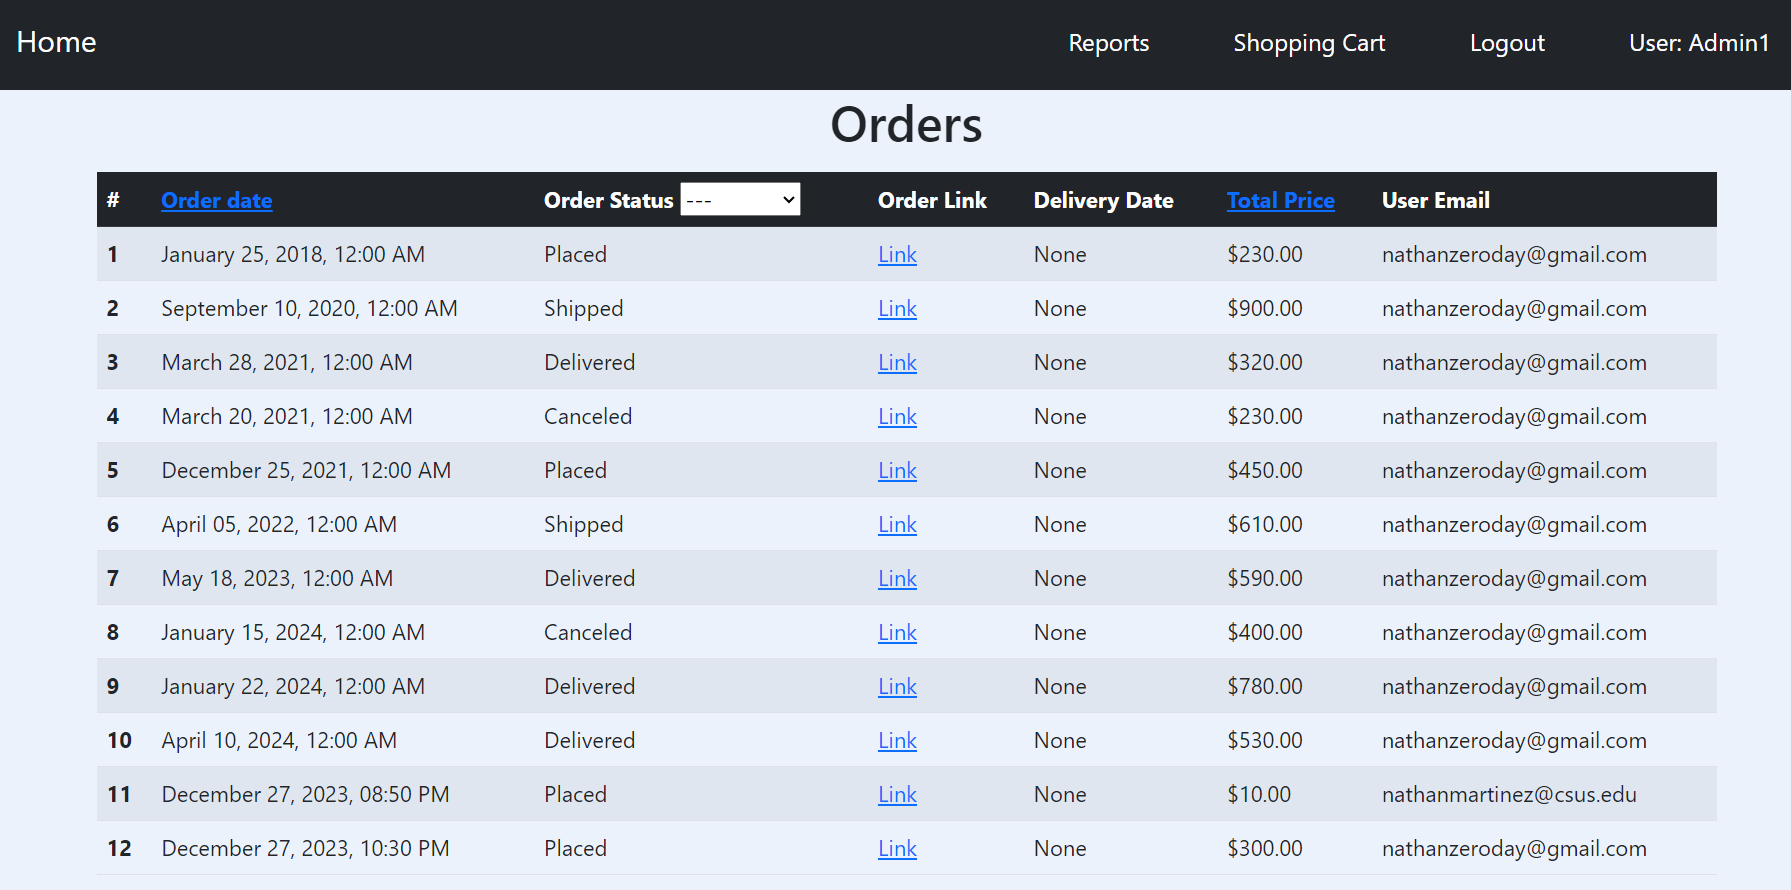 Home Reports Shopping Cart Logout User: Admin1
Orders
# Order date Order Status --- Order Link Delivery Date Total Price User Email
1 January 25, 2018, 12:00 AM Placed Link None $230.00 nathanzeroday@gmail.com
2 September 10, 2020, 12:00 AM Shipped Link None $900.00 nathanzeroday@gmail.com
3 March 28, 2021, 12:00 AM Delivered Link None $320.00 nathanzeroday@gmail.com
4 March 20, 2021, 12:00 AM Canceled Link None $230.00 nathanzeroday@gmail.com
5 December 25, 2021, 12:00 AM Placed Link None $450.00 nathanzeroday@gmail.com
6 April 05, 2022, 12:00 AM Shipped Link None $610.00 nathanzeroday@gmail.com
7 May 18, 2023, 12:00 AM Delivered Link None $590.00 nathanzeroday@gmail.com
8 January 15, 2024, 12:00 AM Canceled Link None $400.00 nathanzeroday@gmail.com
9 January 22, 2024, 12:00 AM Delivered Link None $780.00 nathanzeroday@gmail.com
10 April 10, 2024, 12:00 AM Delivered Link None $530.00 nathanzeroday@gmail.com
11 December 27, 2023, 08:50 PM Placed Link None $10.00 nathanmartinez@csus.edu
12 December 27, 2023, 10:30 PM Placed Link None $300.00 nathanzeroday@gmail.com